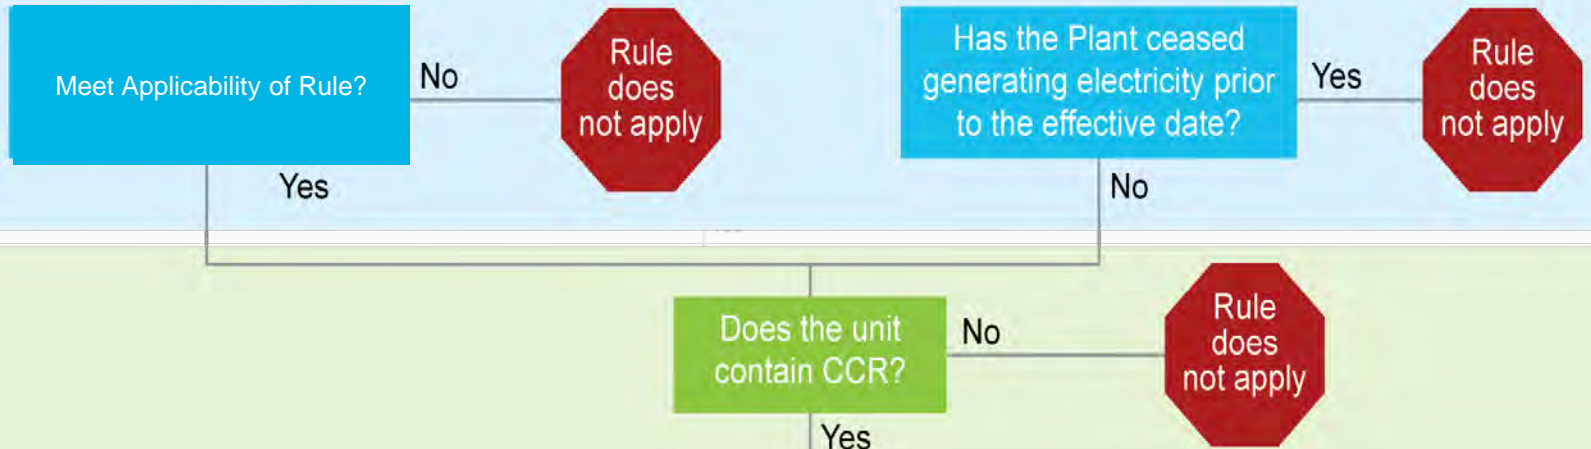 Meet Applicability of Rule?
No
Rule
does
not apply
Yes
Has the Plant ceased
generating electricity prior
to the effective date?
Yes
Rule
does
not apply
No
Does the unit
contain CCR?
No
Rule
does
not apply
Yes